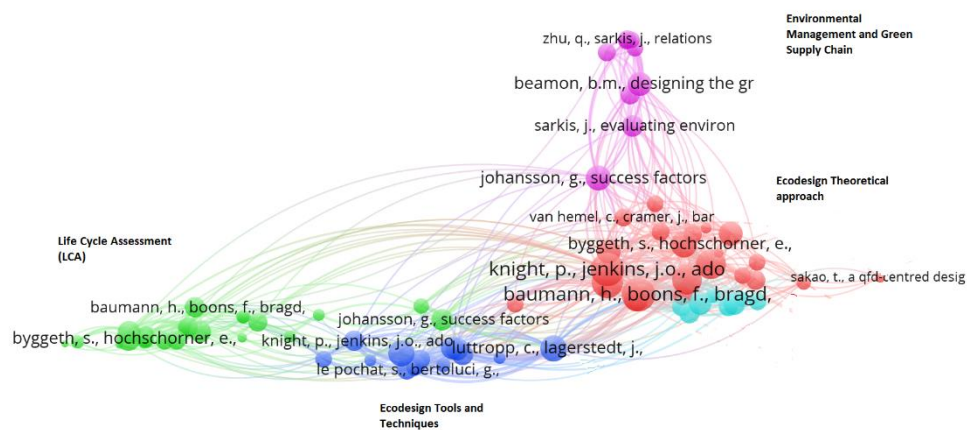 Environmental
Management and Green
Supply Chain
zhu, q., sarkis, j., relations
beamon, b.m., designing the gr
sarkis, j., evaluating environ
johansson, g., success factors
Ecodesign Theoretical
approach
van hemel, c., cramer, j., bar
Life Cycle Assessment
(LCA)
byggeth, s., hochschorner, e.,
knight, p., jenkins, j.o., ado
sakao, t., a qfd-centred desig
baumann, h., boons, f., bragd,
baumann, h., boons, f., bragd,
johansson, g., success factors
byggeth, s., hochschorner, e.,
knight, p., jenkins, j.o., ado
luttropp, c., lagerstedt, j.,
le pochat, s., bertoluci, g.,
Ecodesign Tools and
Techniques